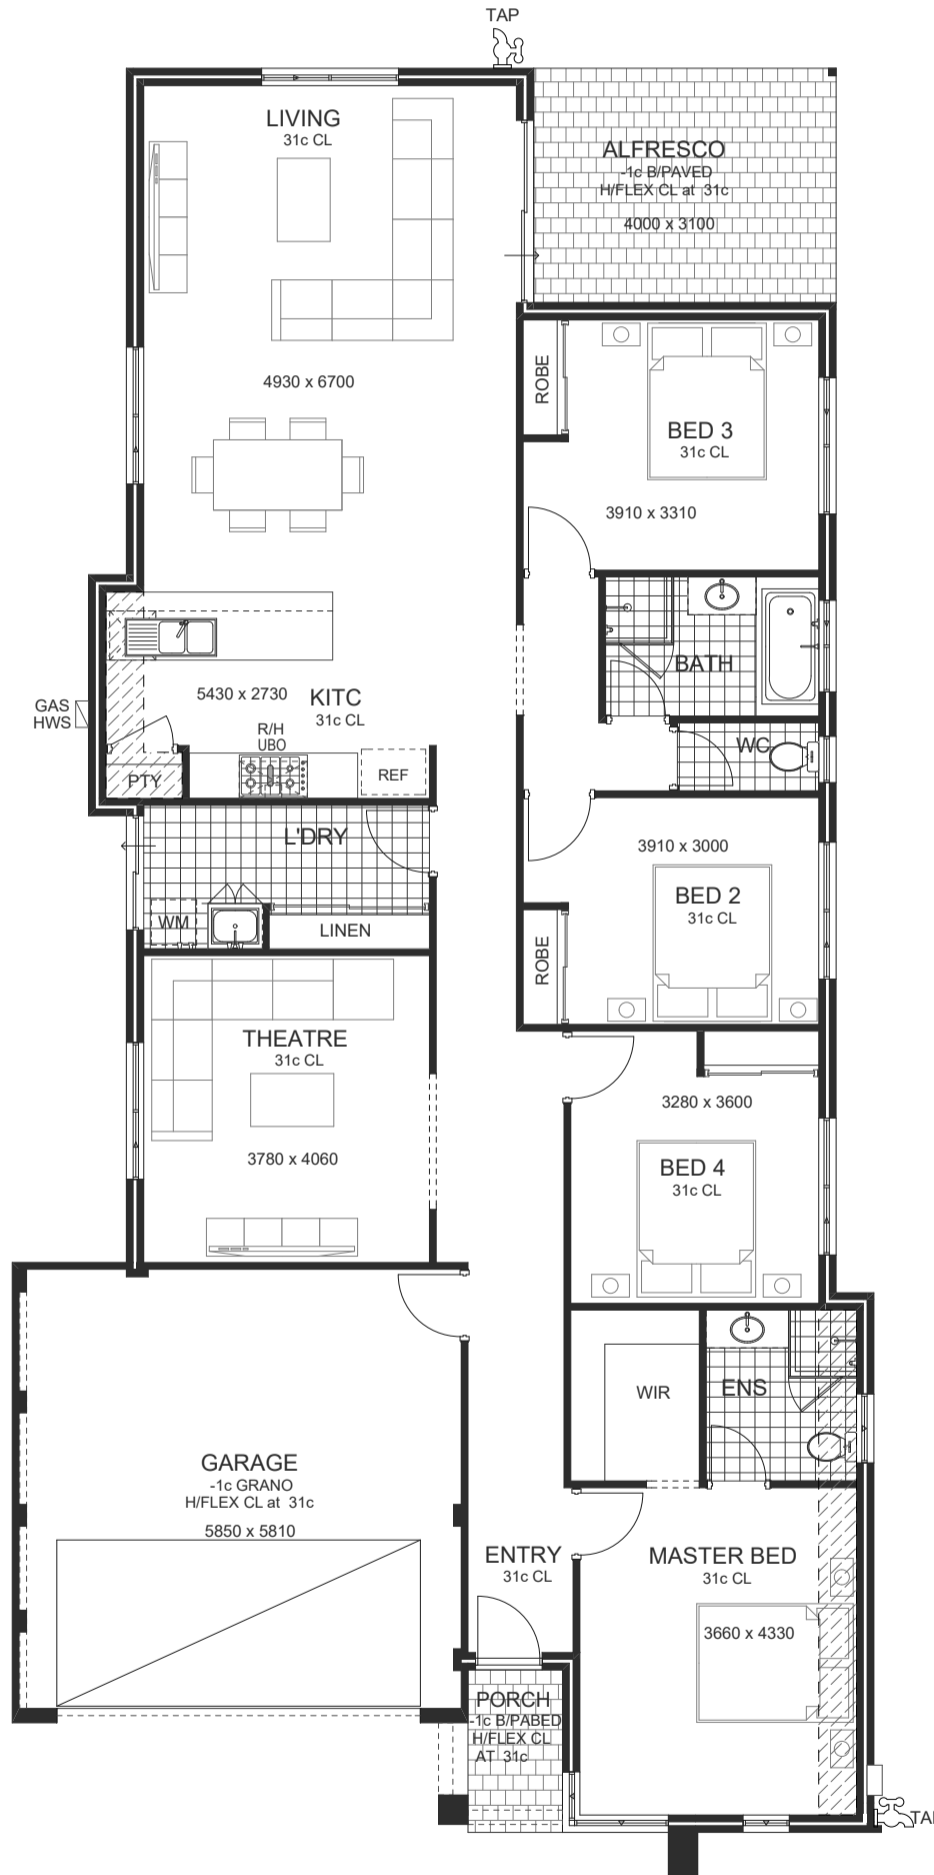 TAP
LIVING
31c CL
ALFRESCO
-1c B/PAVED
H/FLEX CL at 31c
4000 x 3100
4930 x 6700
ROBE
BED 3
31c CL
3910 x 3310
BATH
5430 x 2730
KITC
31c CL
GAS
HWS
R/H
UBO
REF
PTY
WC
L'DRY
WM
LINEN
3910 x 3000
BED 2
31c CL
ROBE
THEATRE
31c CL
3780 x 4060
3280 x 3600
BED 4
31c CL
WIR
ENS
GARAGE
-1c GRANO
H/FLEX CL at 31c
5850 x 5810
ENTRY
31c CL
MASTER BED
31c CL
3660 x 4330
PORCH
-1c B/PABED
H/FLEX CL
AT 31c
TAP